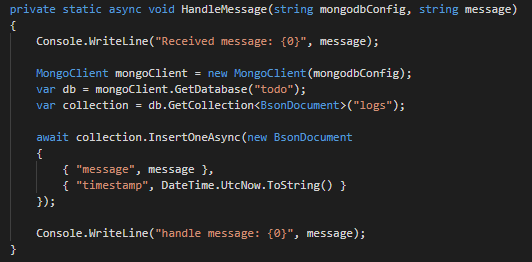 private static async void HandleMessage(string mongodbConfig, string message)
{
Console.WriteLine("Received message: {0}", message);
MongoClient mongoClient = new MongoClient(mongodbConfig);
var db = mongoClient.GetDatabase("todo");
var collection = db.GetCollection<BsonDocument>("logs");
await collection.InsertOneAsync(new BsonDocument
{
{ "message", message },
{ "timestamp", DateTime.UtcNow.ToString() }
});
Console.WriteLine("handle message: {0}", message);
}